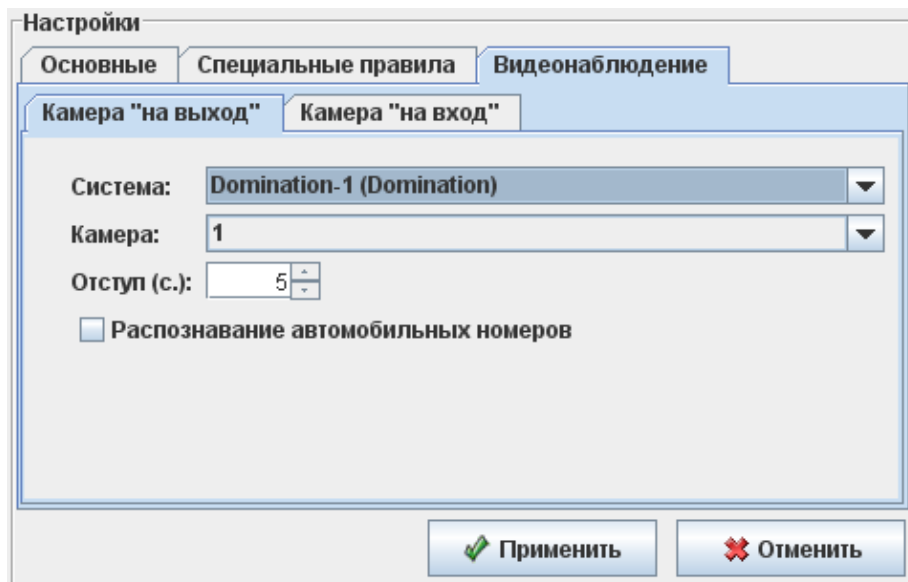 Настройки
Основные Специальные правила Видеонаблюдение
Камера "на выход" Камера "на вход"
Система: Domination-1 (Domination)
Камера: 1
Отступ (с.): 5
Распознавание автомобильных номеров
Применить Отменить